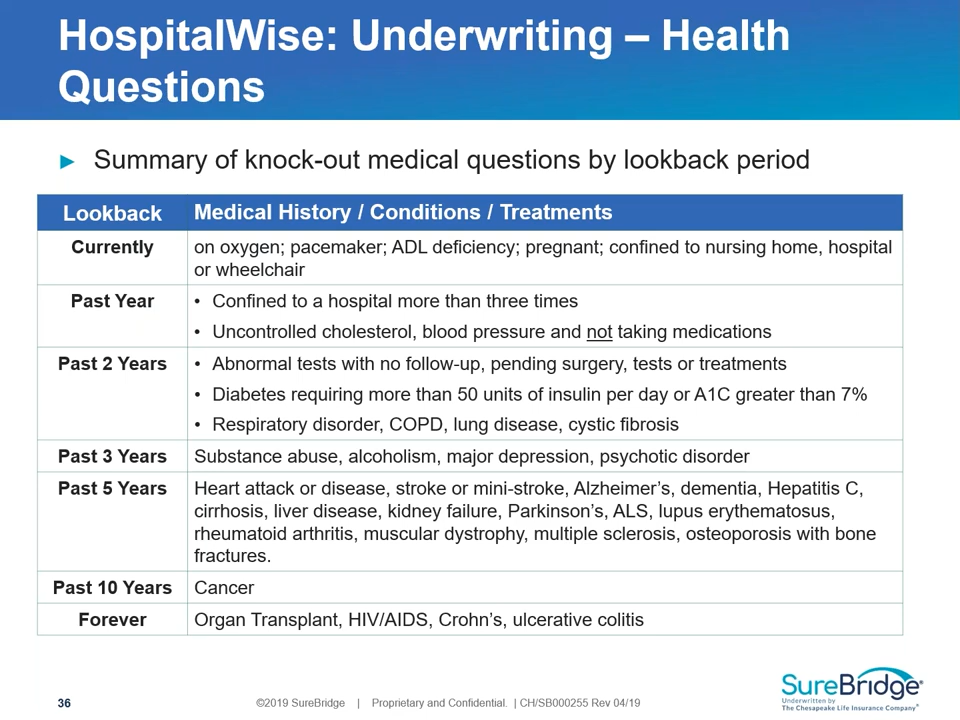 HospitalWise: Underwriting – Health
Questions
► Summary of knock-out medical questions by lookback period
Lookback Medical History / Conditions / Treatments
Currently on oxygen; pacemaker; ADL deficiency; pregnant; confined to nursing home, hospital
or wheelchair
Past Year • Confined to a hospital more than three times
• Uncontrolled cholesterol, blood pressure and not taking medications
Past 2 Years • Abnormal tests with no follow-up, pending surgery, tests or treatments
• Diabetes requiring more than 50 units of insulin per day or A1C greater than 7%
• Respiratory disorder, COPD, lung disease, cystic fibrosis
Past 3 Years Substance abuse, alcoholism, major depression, psychotic disorder
Past 5 Years Heart attack or disease, stroke or mini-stroke, Alzheimer’s, dementia, Hepatitis C,
cirrhosis, liver disease, kidney failure, Parkinson’s, ALS, lupus erythematosus,
rheumatoid arthritis, muscular dystrophy, multiple sclerosis, osteoporosis with bone
fractures.
Past 10 Years Cancer
Forever Organ Transplant, HIV/AIDS, Crohn’s, ulcerative colitis
36 ©2019 SureBridge | Proprietary and Confidential. | CH/SB000255 Rev 04/19
SureBridge®
Underwritten by
The Chesapeake Life Insurance Company®